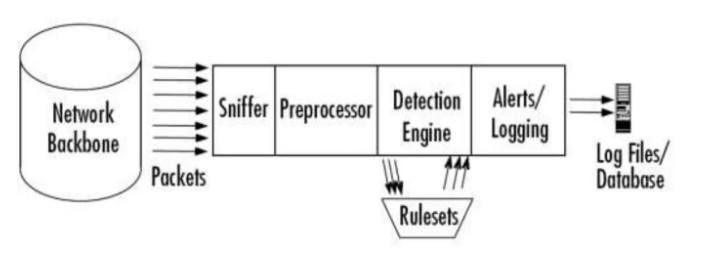 Network
Backbone
Packets
Sniffer
Preprocessor
Detection
Engine
Alerts/
Logging
Rulesets
Log Files/
Database